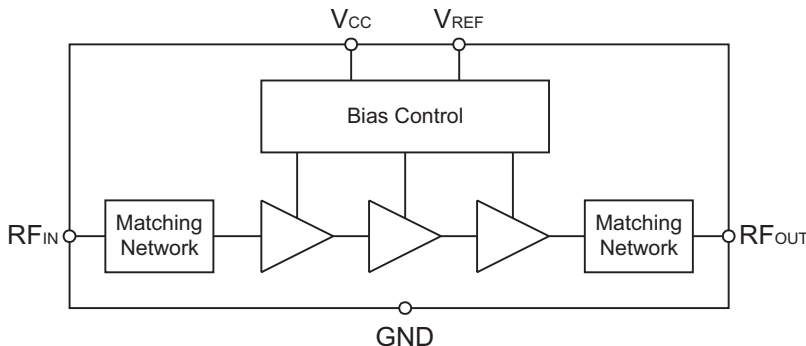 VCC
VREF
Bias Control
RFIN
Matching
Network
Matching
Network
RFOUT
GND